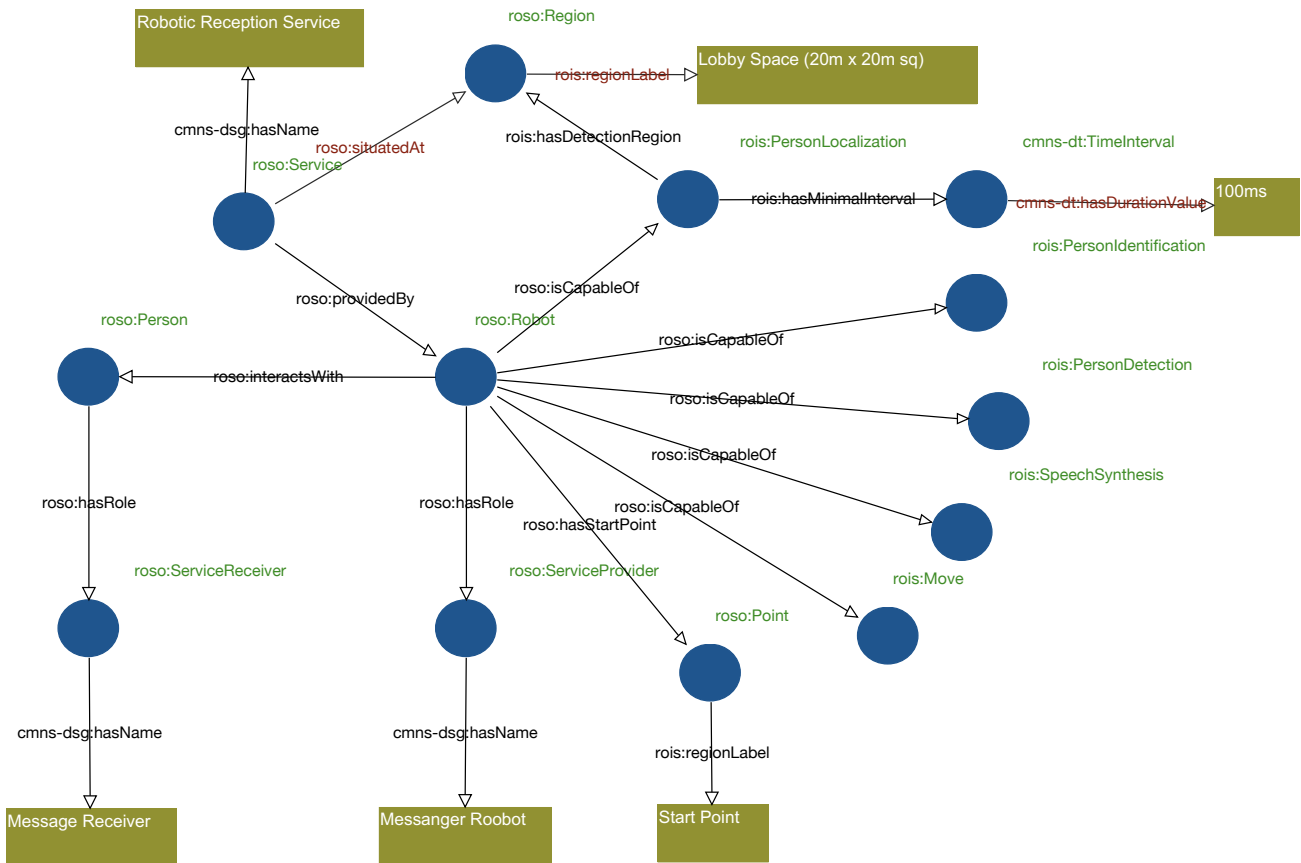 roso:Region
Robotic Reception Service
Lobby Space (20m x 20m sq)
rois:regionLabel
cmns-dsg:hasName
rois:hasDetectionRegion
roso:situatedAt
rois:PersonLocalization
cmns-dt:TimeInterval
roso:Service
100ms
rois:hasMinimalInterval
cmns-dt:hasDurationValue
rois:PersonIdentification
roso:isCapableOf
roso:providedBy
roso:Person
roso:Robot
roso:isCapableOf
rois:PersonDetection
roso:interactsWith
roso:isCapableOf
roso:isCapableOf
rois:SpeechSynthesis
roso:hasRole
roso:hasRole
roso:isCapableOf
roso:hasStartPoint
roso:ServiceReceiver
roso:ServiceProvider
rois:Move
roso:Point
cmns-dsg:hasName
cmns-dsg:hasName
rois:regionLabel
Message Receiver
Messanger Roobot
Start Point